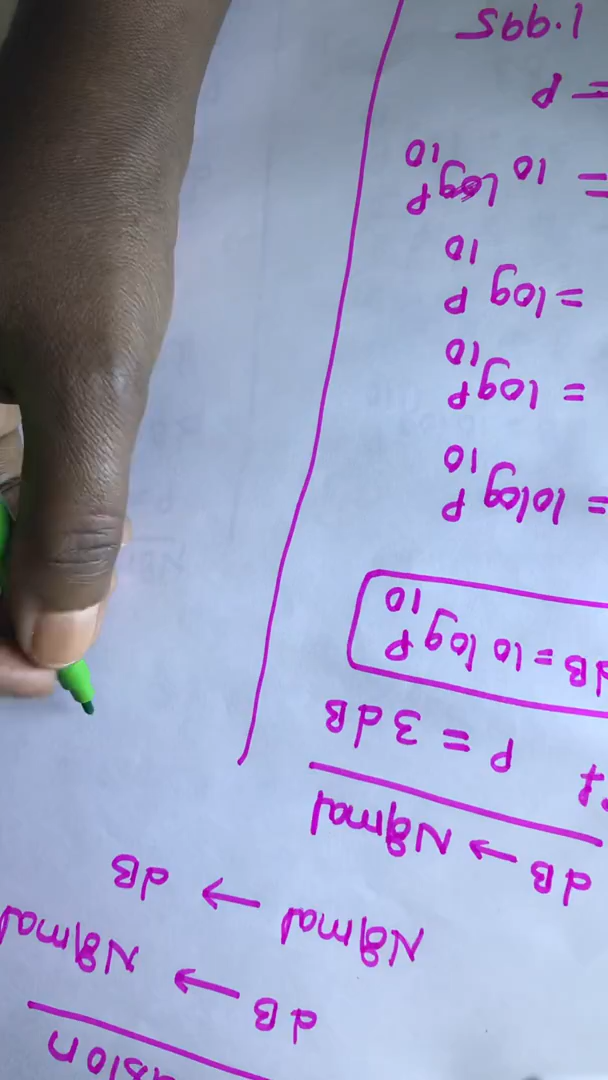 dB → Normal
Normal → dB
dB → Normal
P = 3dB
dB = 10 log P 10
= 10log P 10
= log P 10
= log P 10
= 10 log P 10
= P
1.995